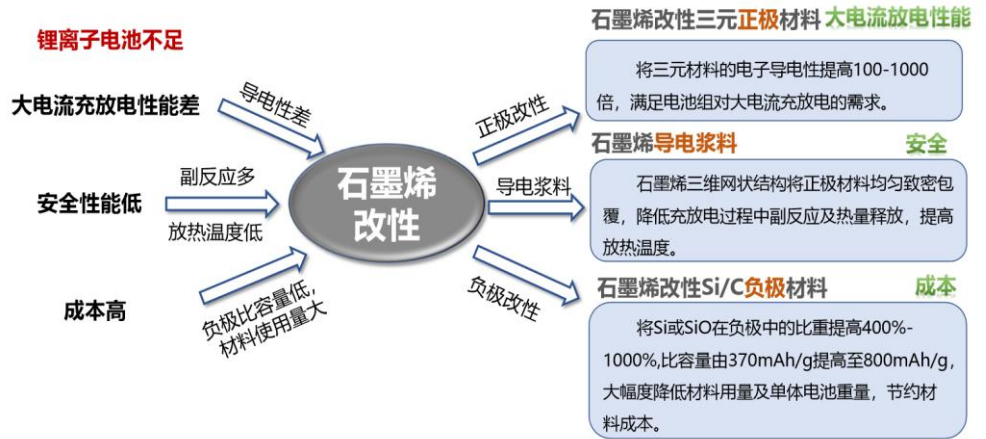 锂离子电池不足
大电流充放电性能差
导电性差
安全性能低
副反应多
放热温度低
成本高
负极比容量低，
材料使用量大
石墨烯
改性
正极改性
导电浆料
负极改性
石墨烯改性三元正极材料 大电流放电性能
将三元材料的电子导电性提高100-1000
倍，满足电池组对大电流充放电的需求。
石墨烯导电浆料 安全
石墨烯三维网状结构将正极材料均匀致密包
覆，降低充放电过程中副反应及热量释放，提高
放热温度。
石墨烯改性Si/C负极材料 成本
将Si或SiO在负极中的比重提高400%-
1000%,比容量由370mAh/g提高至800mAh/g，
大幅度降低材料用量及单体电池重量，节约材
料成本。